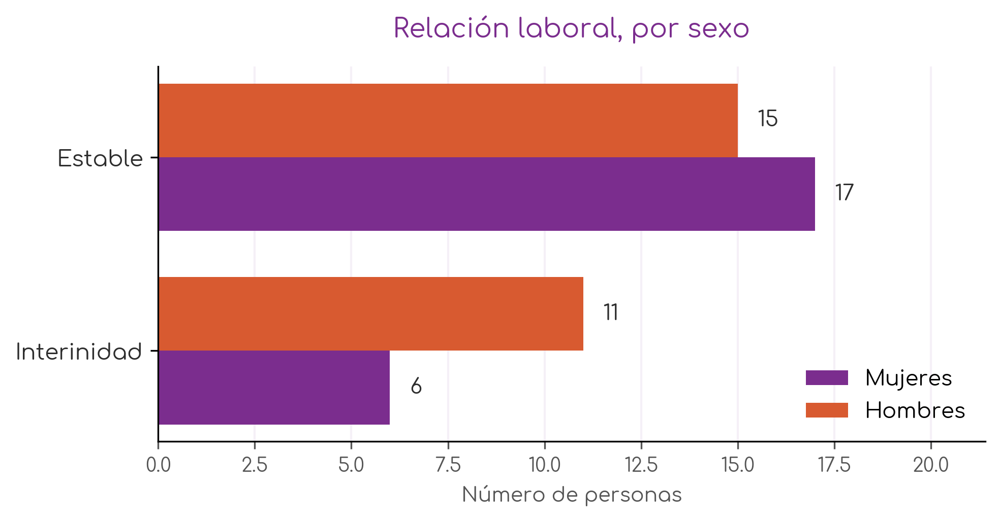 Relación laboral, por sexo
Estable
15
17
Interinidad
11
6
Mujeres
Hombres
0.0 2.5 5.0 7.5 10.0 12.5 15.0 17.5 20.0
Número de personas